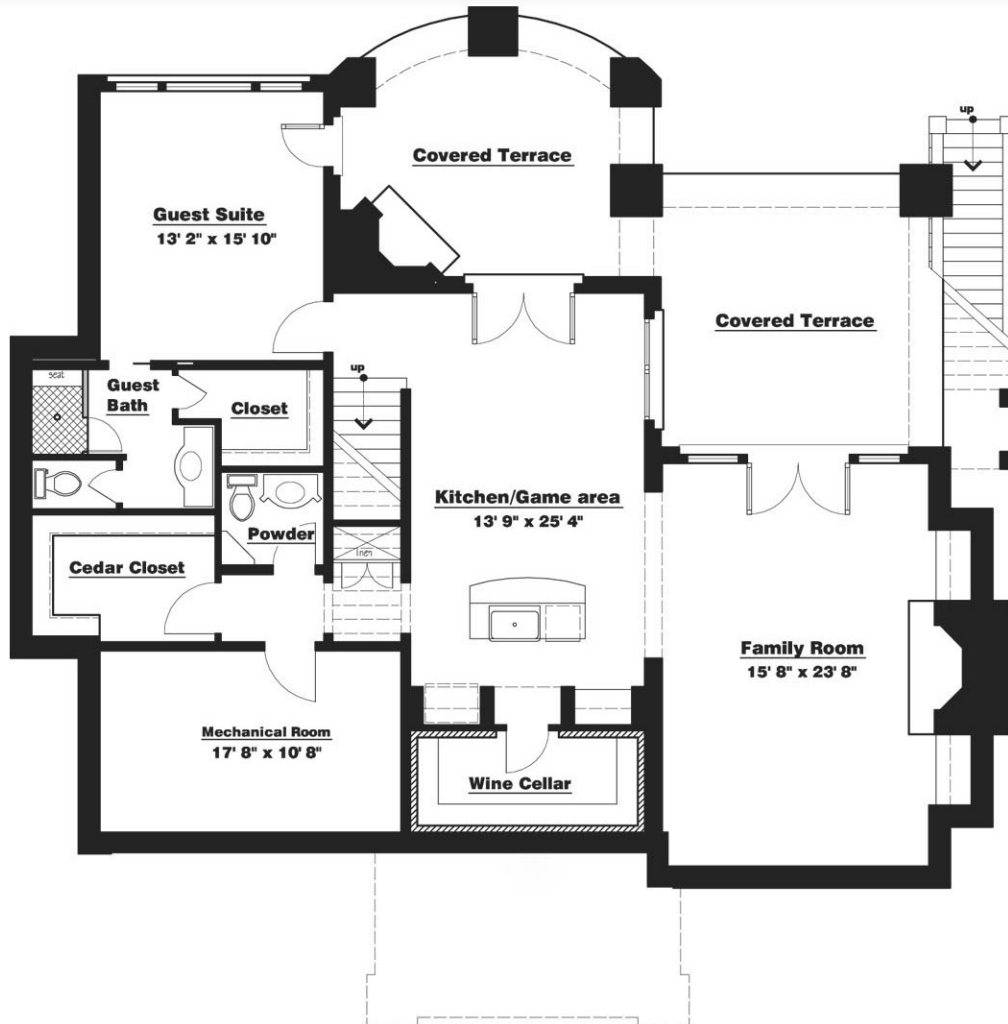 up
Covered Terrace
Guest Suite
13' 2" x 15' 10"
Covered Terrace
seat
Guest
Bath
up
Closet
Kitchen/Game area
13' 9" x 25' 4"
Powder
linen
Cedar Closet
Family Room
15' 8" x 23' 8"
Mechanical Room
17' 8" x 10' 8"
Wine Cellar